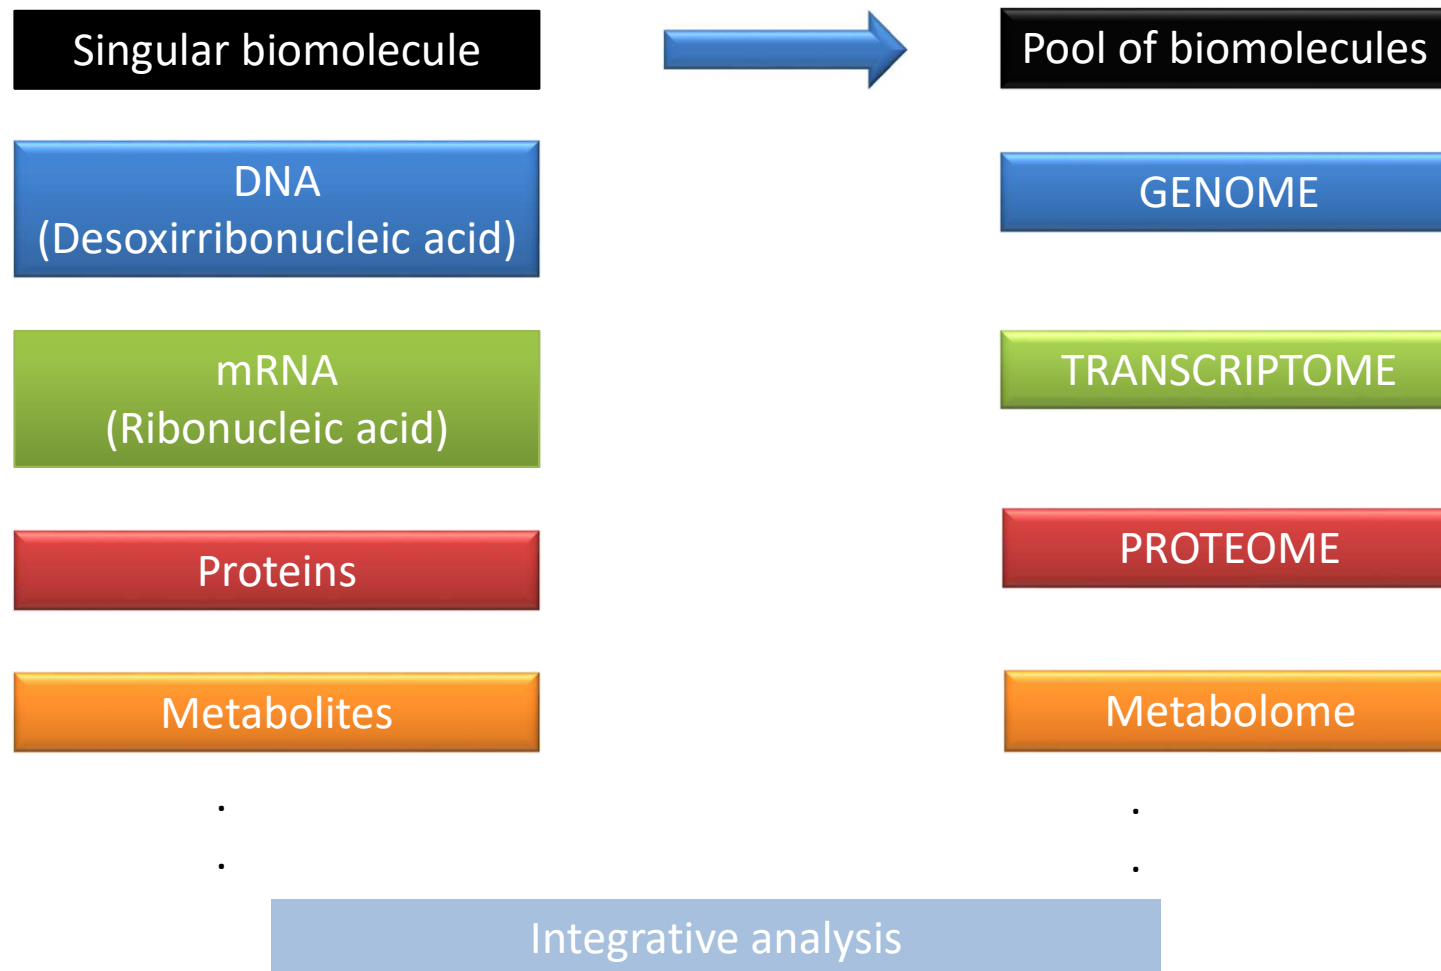 Singular biomolecule
Pool of biomolecules
DNA
(Desoxirribonucleic acid)
GENOME
mRNA
(Ribonucleic acid)
TRANSCRIPTOME
Proteins
PROTEOME
Metabolites
Metabolome
.
.
.
.
Integrative analysis